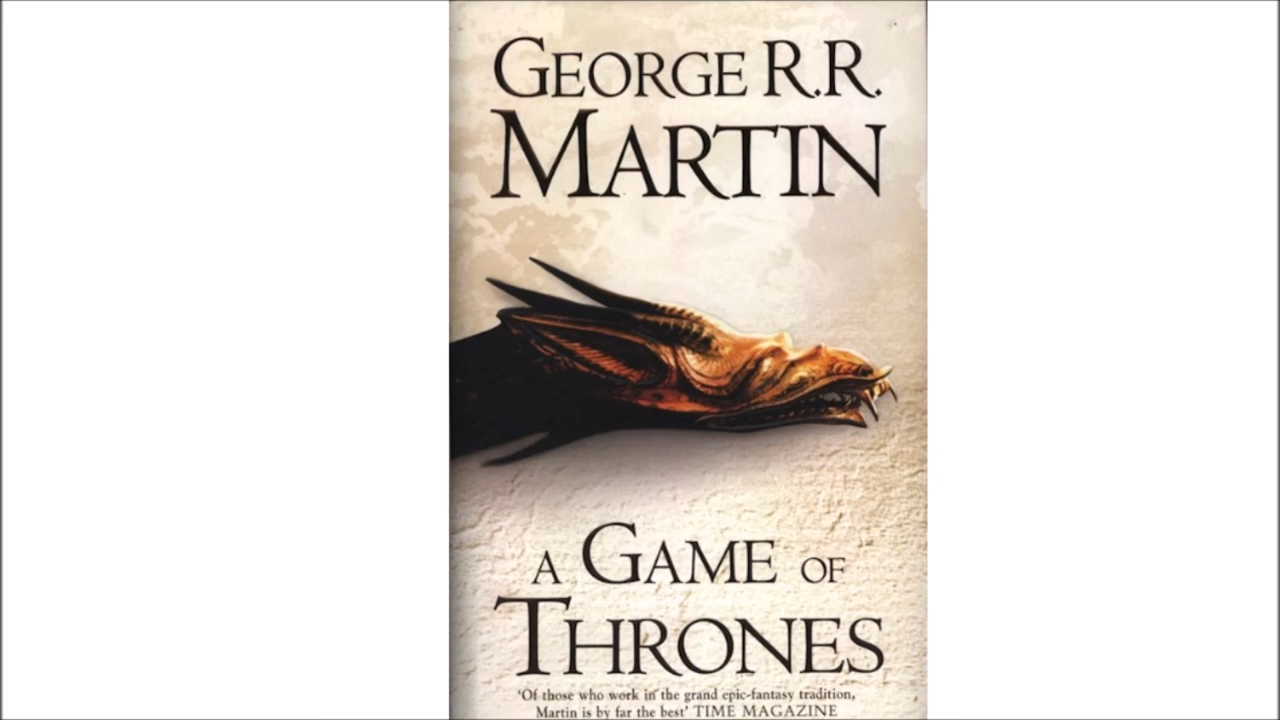 GEORGE R.R.
MARTIN
A GAME OF
THRONES
'Of those who work in the grand epic-fantasy tradition,
Martin is by far the best' TIME MAGAZINE